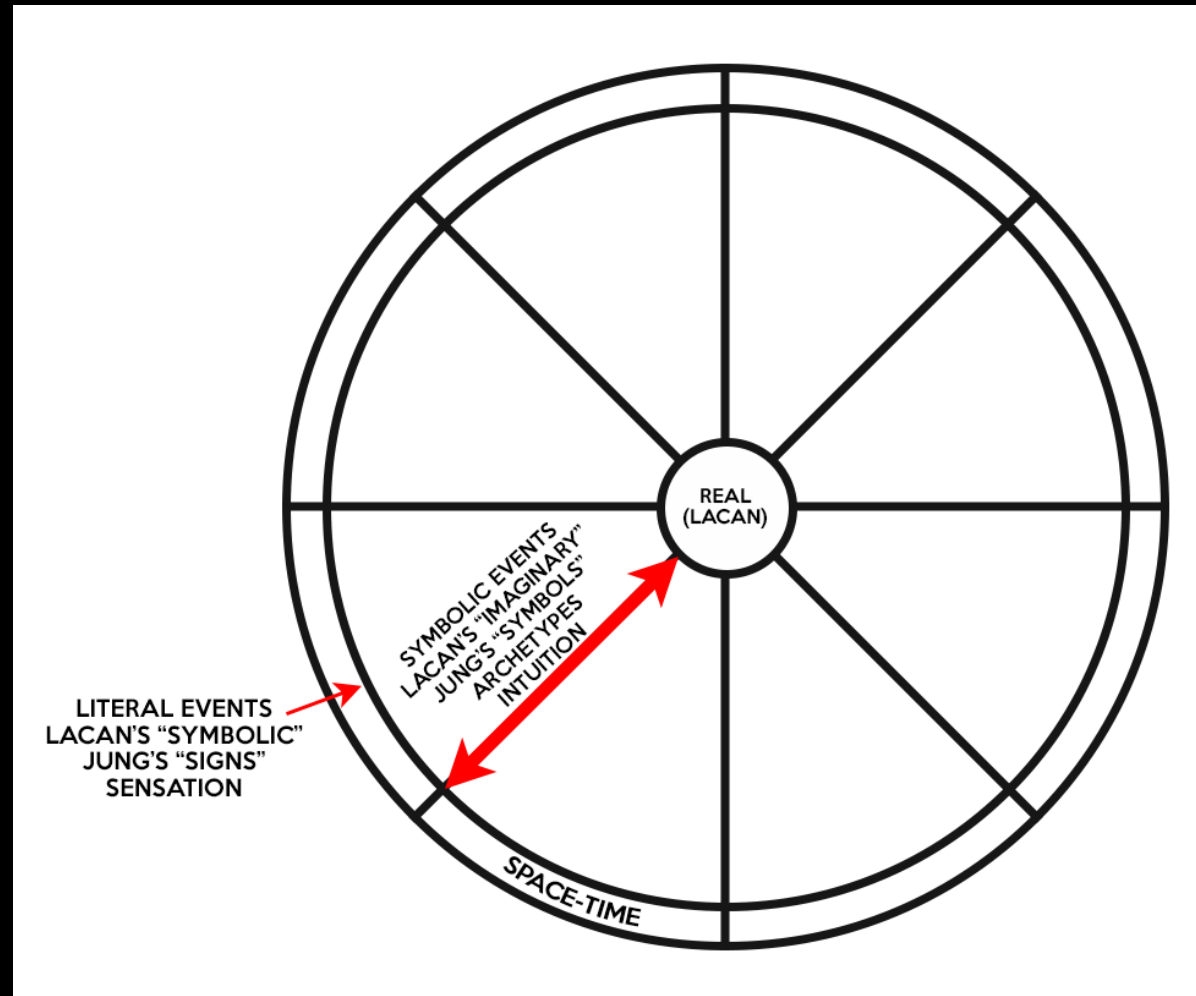 REAL
(LACAN)
SYMBOLIC EVENTS
LACAN'S “IMAGINARY”
JUNG'S “SYMBOLS”
ARCHETYPES
INTUITION
LITERAL EVENTS
LACAN'S “SYMBOLIC”
JUNG'S “SIGNS”
SENSATION
SPACE-TIME